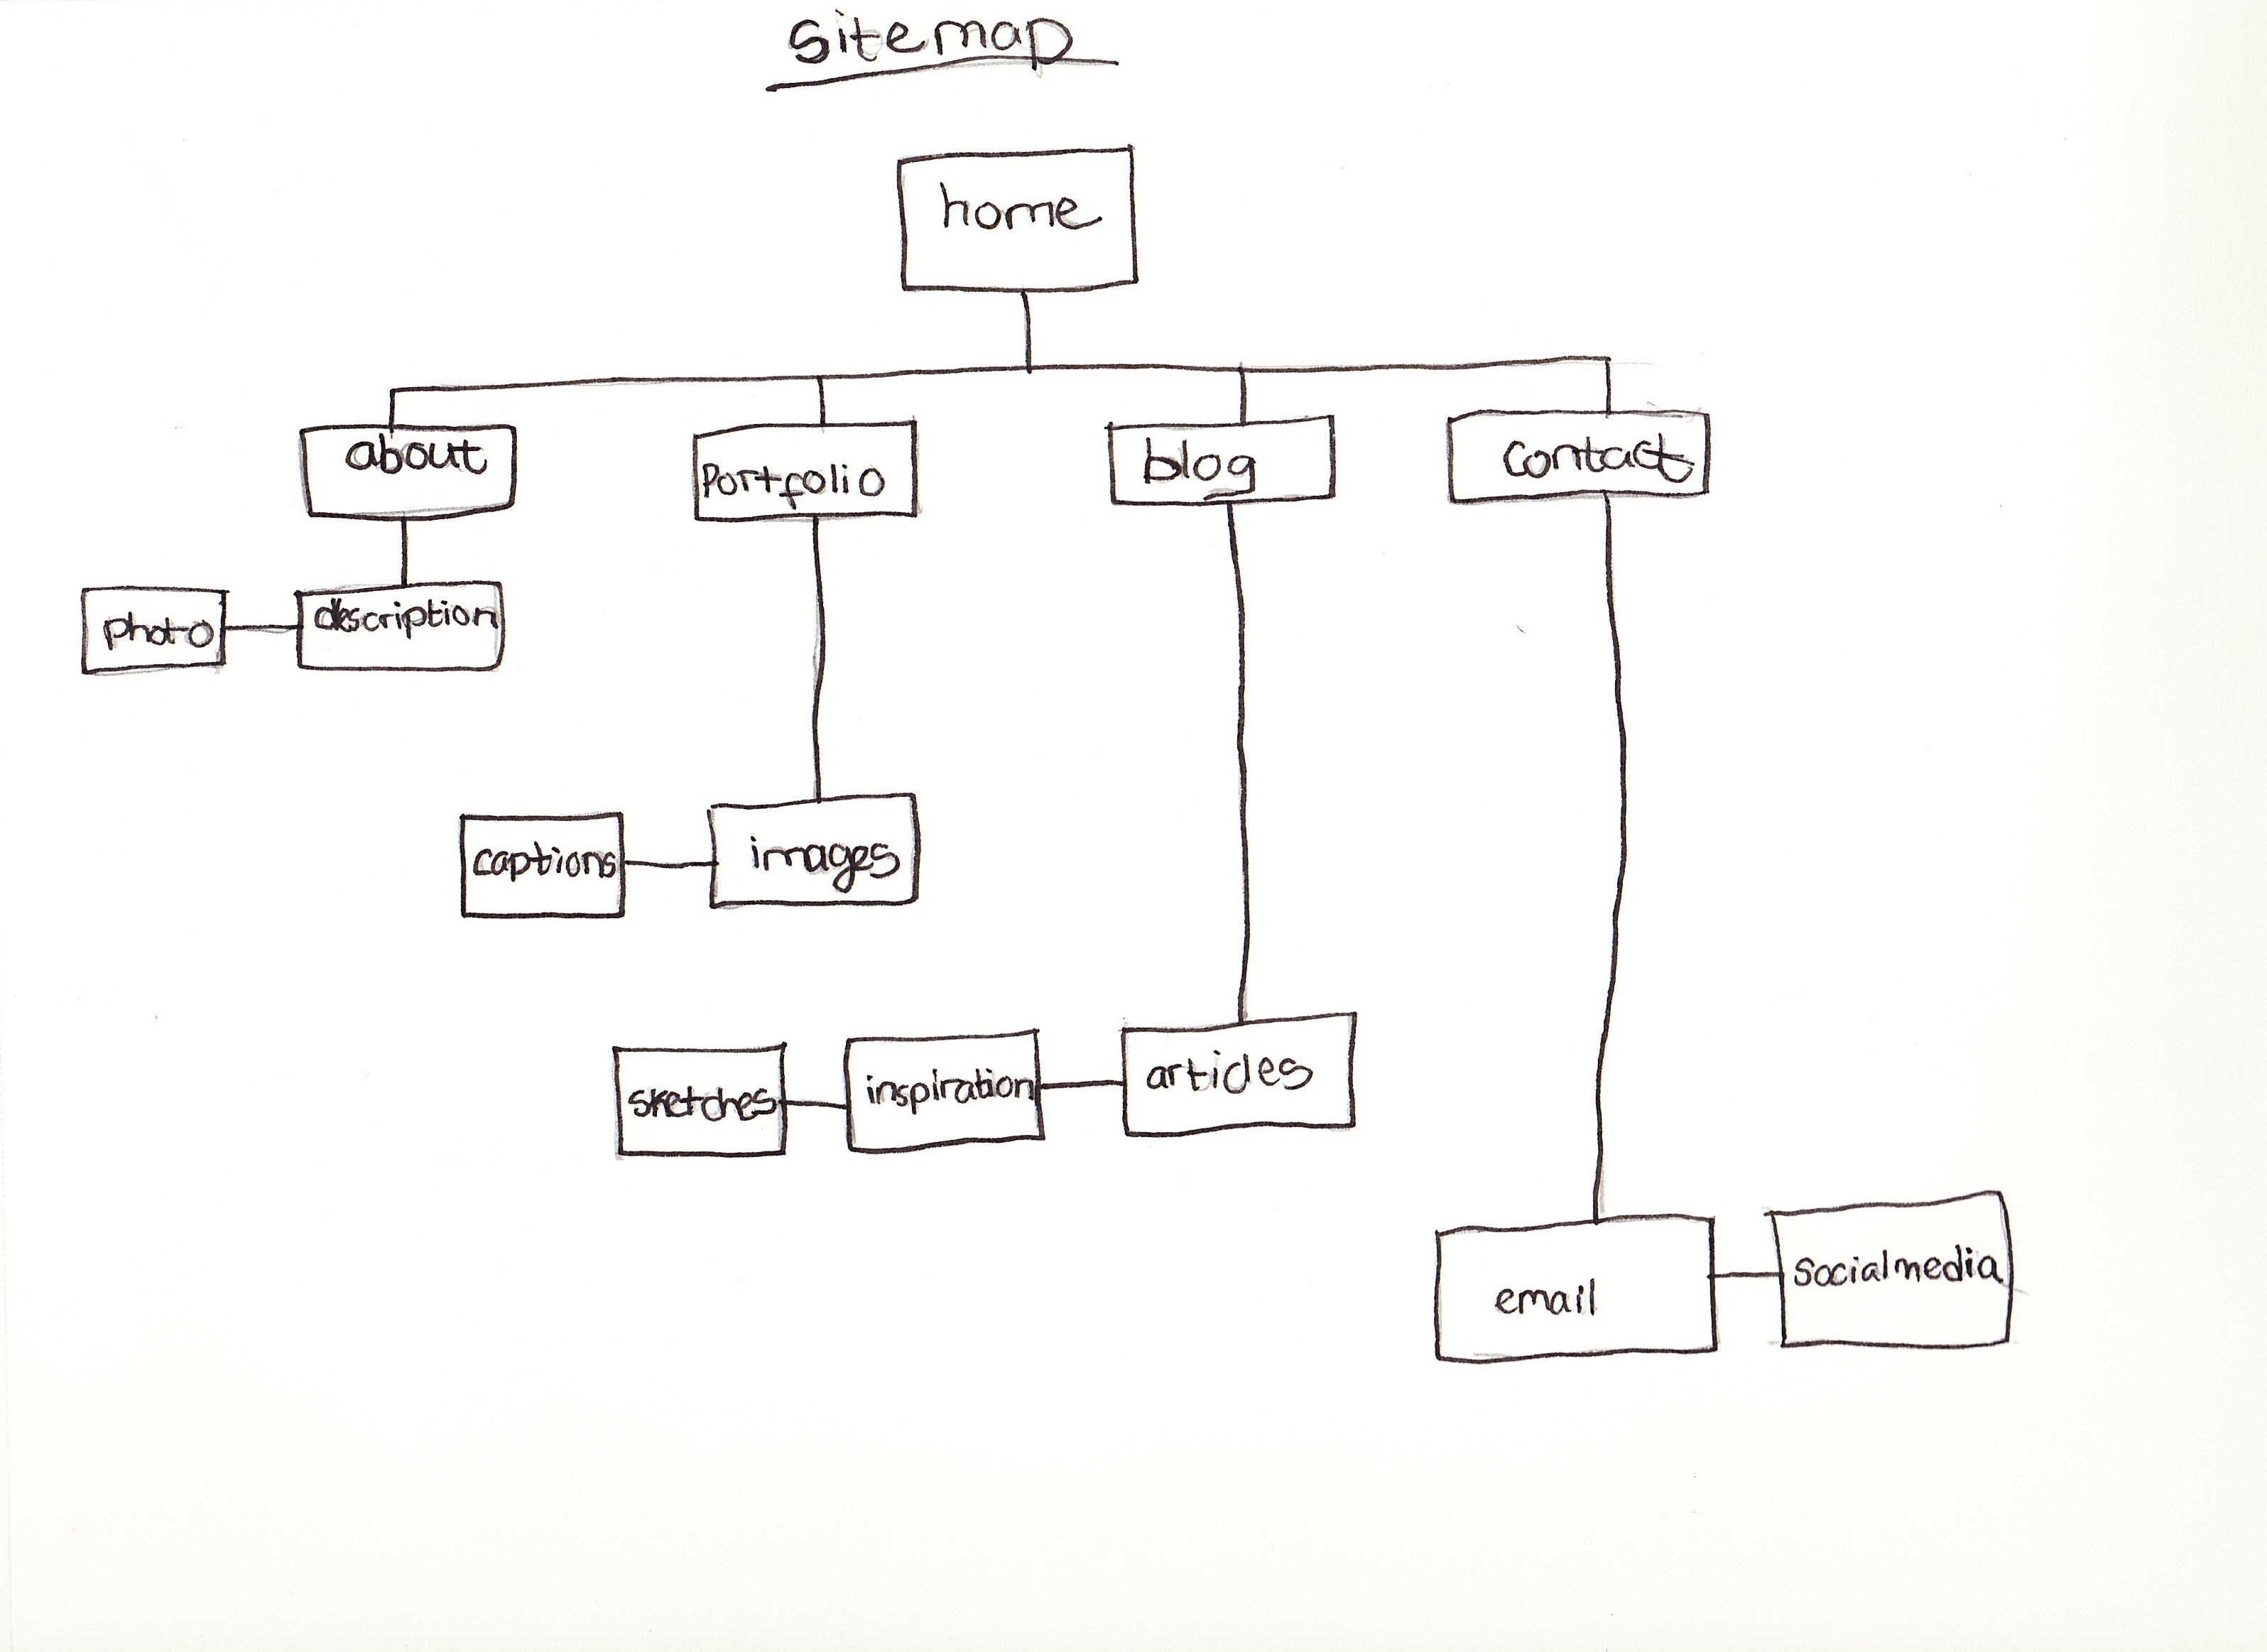 sitemap
home
about
Portfolio
blog
contact
photo
description
captions
images
sketches
inspiration
articles
email
socialmedia